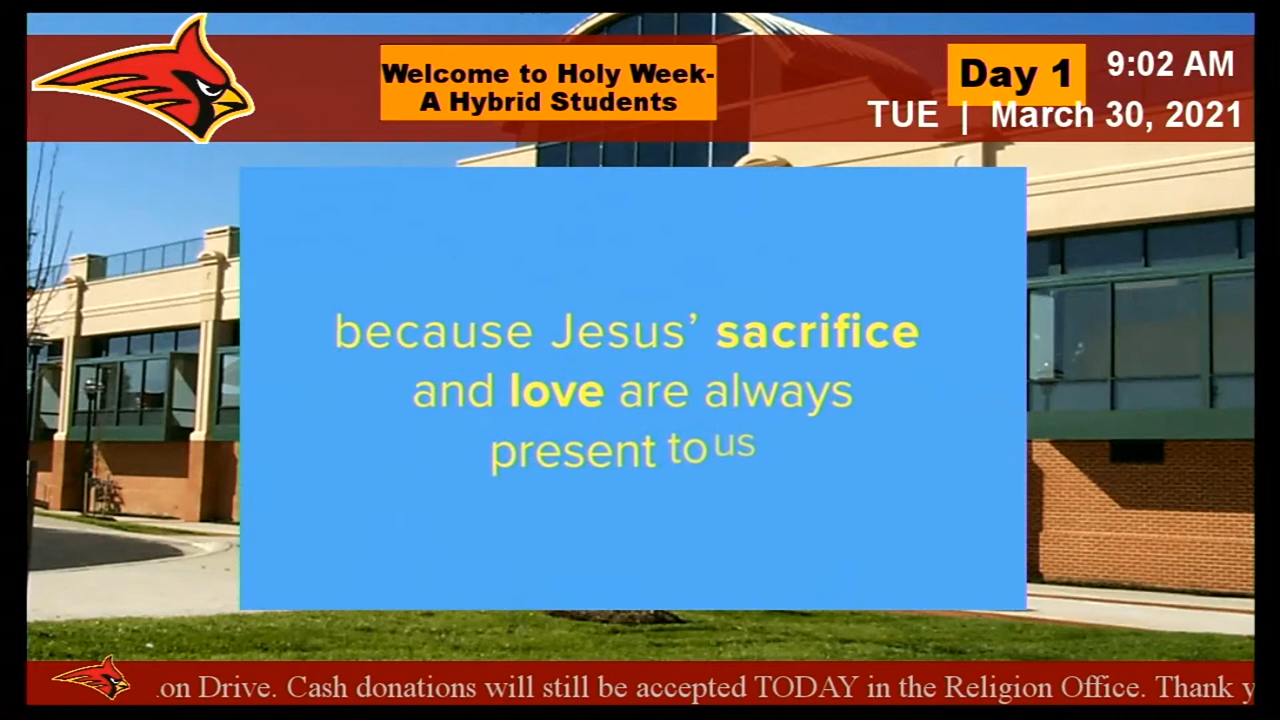 Welcome to Holy Week-
A Hybrid Students
Day 1
9:02 AM
TUE | March 30, 2021
because Jesus’ sacrifice
and love are always
present to us
.on Drive. Cash donations will still be accepted TODAY in the Religion Office. Thank y